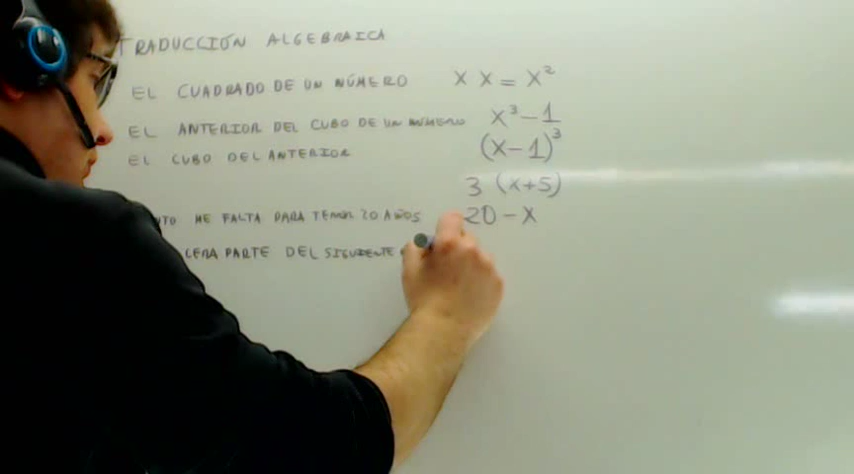 TRADUCCIÓN ALGEBRAICA
EL CUADRADO DE UN NÚMERO x x = x²
EL ANTERIOR DEL CUBO DE UN NÚMERO x³ - 1
EL CUBO DEL ANTERIOR (x-1)³
3 (x+5)
ME FALTA PARA TENER 20 AÑOS 20 - x
PARTE DEL SIGUIENTE